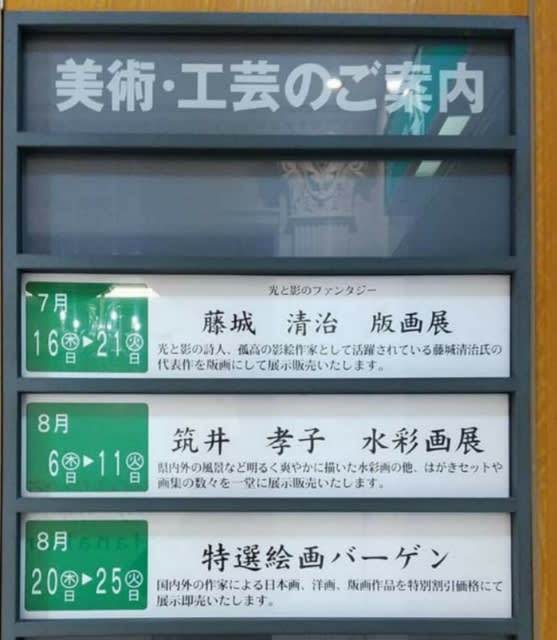 美術・工芸のご案内
7月
16木日▶21火日
光と影のファンタジー
藤城 清治 版画展
光と影の詩人、孤高の影絵作家として活躍されている藤城清治氏の
代表作を版画にして展示販売いたします。
8月
6木日▶11火日
筑井 孝子 水彩画展
県内外の風景など明るく爽やかに描いた水彩画の他、はがきセットや
画集の数々を一堂に展示販売いたします。
8月
20木日▶25火日
特選絵画バーゲン
国内外の作家による日本画、洋画、版画作品を特別割引価格にて
展示即売いたします。